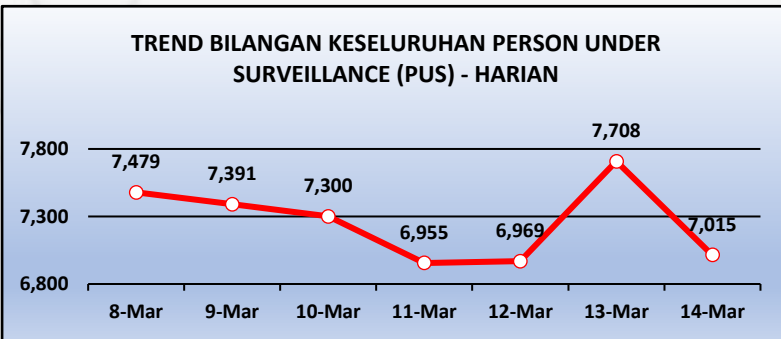 TREND BILANGAN KESELURUHAN PERSON UNDER
SURVEILLANCE (PUS) - HARIAN
7,800
7,300
6,800
7,479
7,391
7,300
6,955
6,969
7,708
7,015
8-Mar
9-Mar
10-Mar
11-Mar
12-Mar
13-Mar
14-Mar